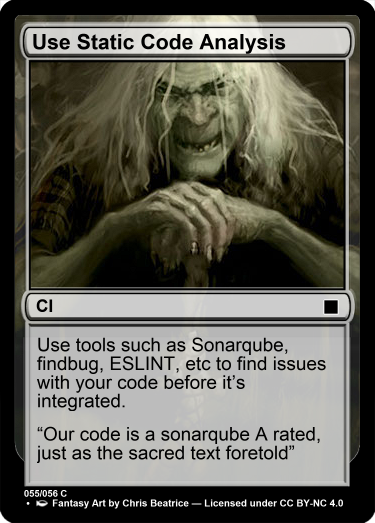 Use Static Code Analysis
CI
Use tools such as Sonarqube,
findbug, ESLINT, etc to find issues
with your code before it's
integrated.
“Our code is a sonarqube A rated,
just as the sacred text foretold”
055/056 C
• Fantasy Art by Chris Beatrice — Licensed under CC BY-NC 4.0